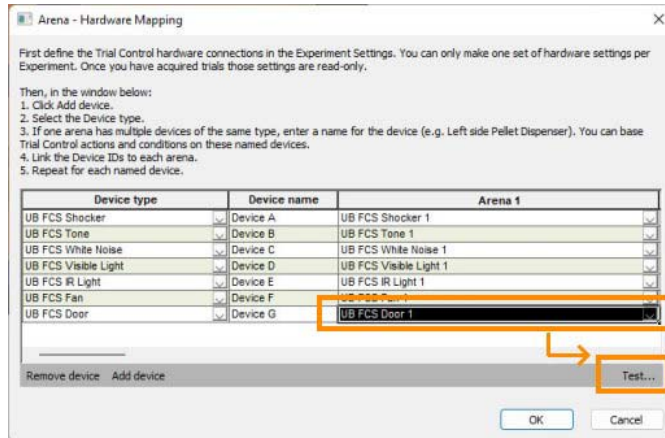 Arena - Hardware Mapping
First define the Trial Control hardware connections in the Experiment Settings. You can only make one set of hardware settings per
Experiment. Once you have acquired trials those settings are read-only.
Then, in the window below:
1. Click Add device.
2. Select the Device type.
3. If one arena has multiple devices of the same type, enter a name for the device (e.g. Left side Pellet Dispenser). You can base
Trial Control actions and conditions on these named devices.
4. Link the Device IDs to each arena.
5. Repeat for each named device.
Device type Device name Arena 1
UB FCS Shocker Device A UB FCS Shocker 1
UB FCS Tone Device B UB FCS Tone 1
UB FCS White Noise Device C UB FCS White Noise 1
UB FCS Visible Light Device D UB FCS Visible Light 1
UB FCS IR Light Device E UB FCS IR Light 1
UB FCS Fan Device F UB FCS Fan 1
UB FCS Door Device G UB FCS Door 1
Remove device Add device Test...
OK Cancel